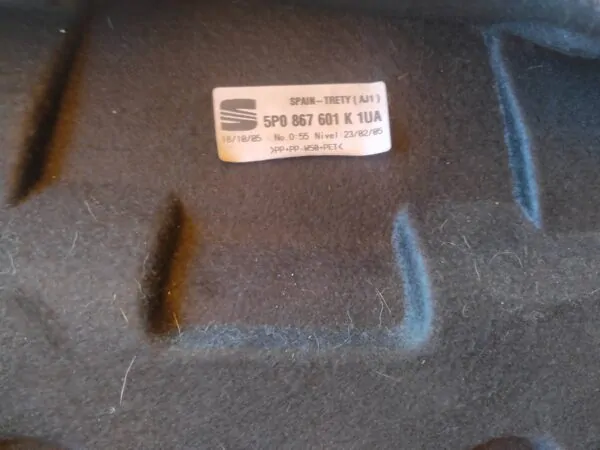 SPAIN-TRETY (AJ1)
5P0 867 601 K 1UA
18/10/05 No.0:55 Nivel 23/02/05
>PP+PP-W50+PET<